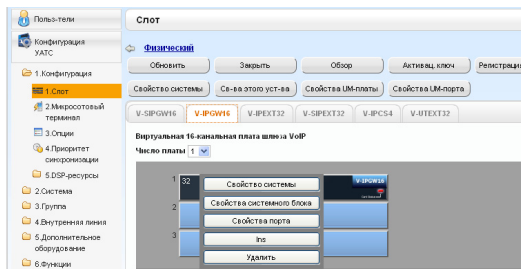 Польз-тели
Конфигурация
УАТС
1.Конфигурация
1.Слот
2.Микросотовый
терминал
3.Опции
4.Приоритет
синхронизации
5.DSP-ресурсы
2.Система
3.Группа
4.Внутренняя линия
5.Дополнительное
оборудование
6.Функции
Слот
Физический
Обновить Закрыть Обзор Активац. ключ Регистраци
Свойство системы Св-ва этого уст-ва Свойства UM-платы Свойства UM-порта
V-SIPGW16 V-IPGW16 V-IPEXT32 V-SIPEXT32 V-IPCS4 V-UTEXT32
Виртуальная 16-канальная плата шлюза VoIP
Число платы 1
1 32 V-IPGW16
2
3
Свойство системы
Свойства системного блока
Свойства порта
Ins
Удалить